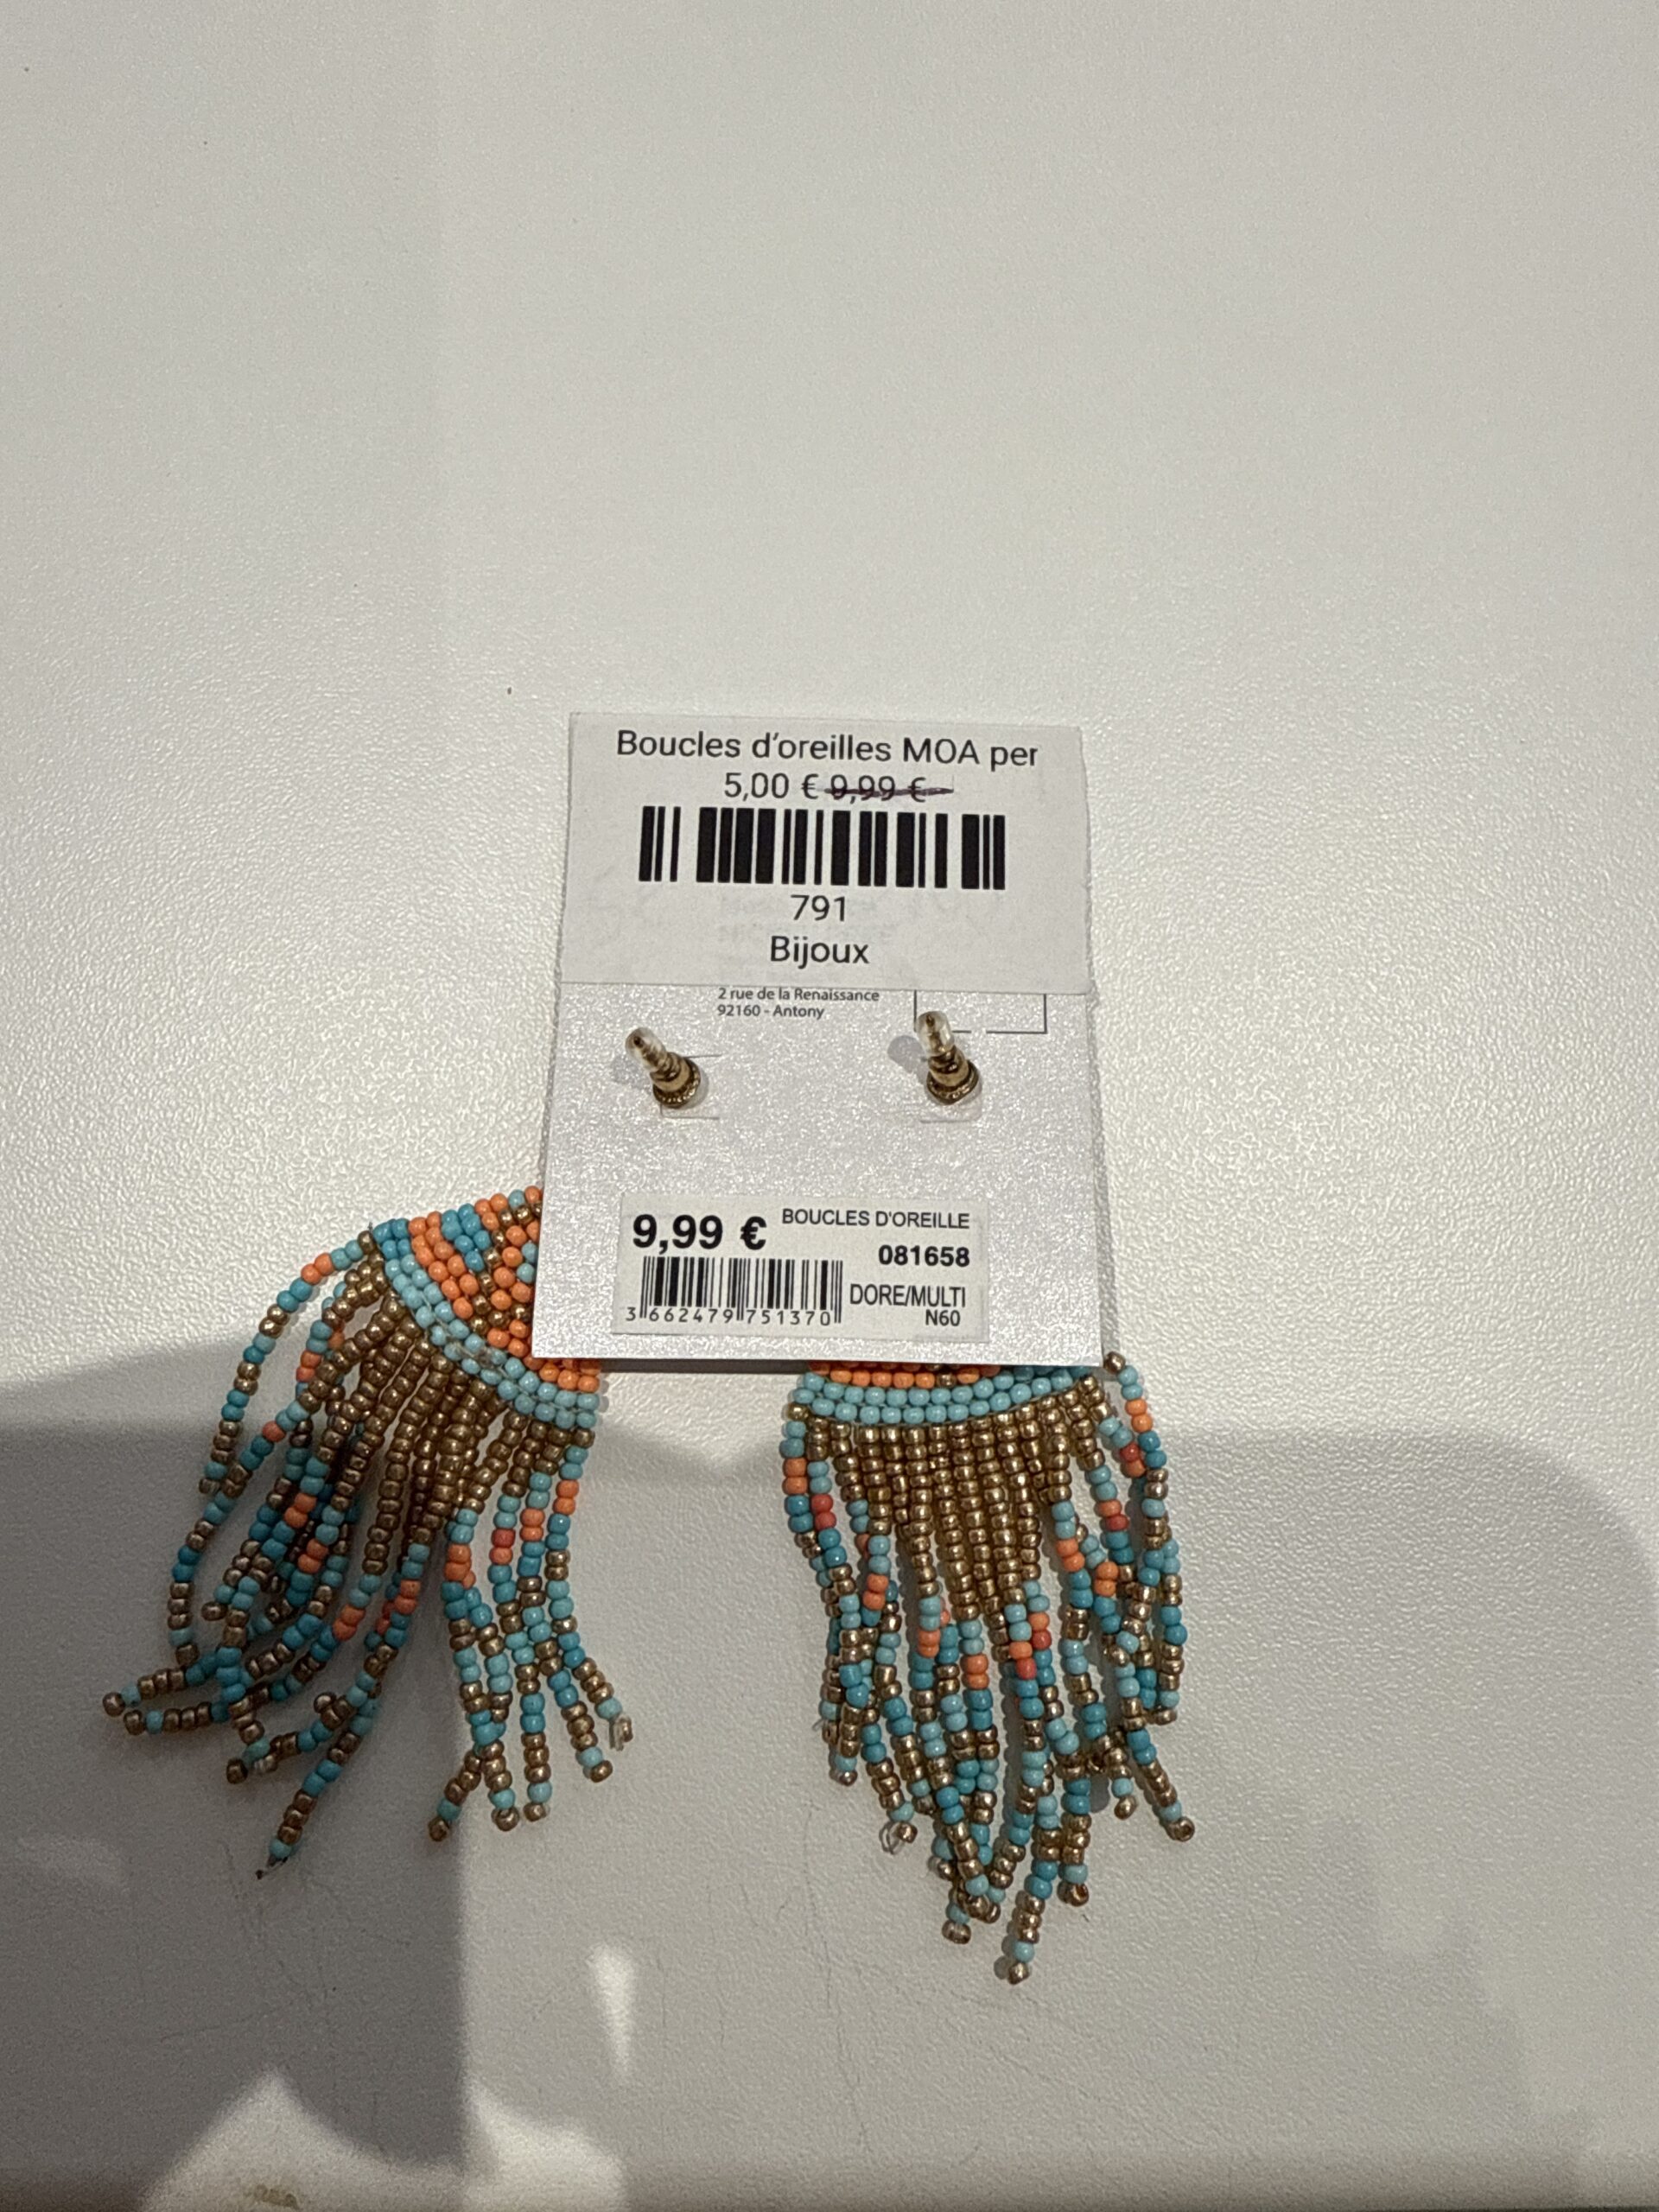 Boucles d'oreilles MOA per
5,00 € 9,99 €
791
Bijoux
2 rue de la Renaissance
92160 - Antony
9,99 € BOUCLES D'OREILLE
081658
DORE/MULTI
3 662479 751370 N60